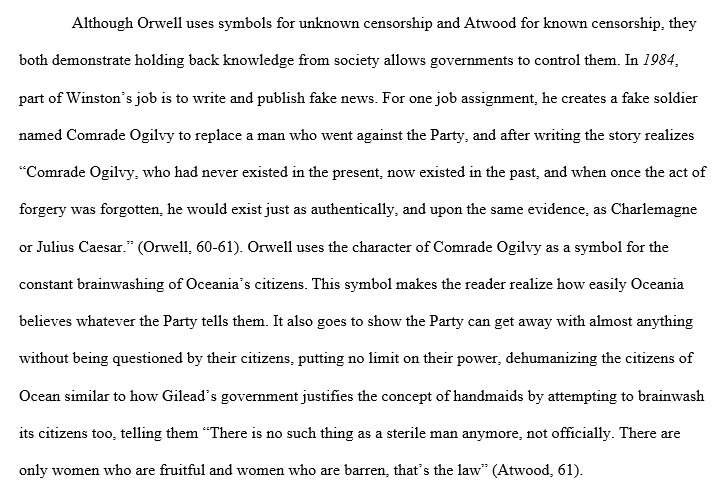 Although Orwell uses symbols for unknown censorship and Atwood for known censorship, they
both demonstrate holding back knowledge from society allows governments to control them. In 1984,
part of Winston’s job is to write and publish fake news. For one job assignment, he creates a fake soldier
named Comrade Ogilvy to replace a man who went against the Party, and after writing the story realizes
“Comrade Ogilvy, who had never existed in the present, now existed in the past, and when once the act of
forgery was forgotten, he would exist just as authentically, and upon the same evidence, as Charlemagne
or Julius Caesar.” (Orwell, 60-61). Orwell uses the character of Comrade Ogilvy as a symbol for the
constant brainwashing of Oceania’s citizens. This symbol makes the reader realize how easily Oceania
believes whatever the Party tells them. It also goes to show the Party can get away with almost anything
without being questioned by their citizens, putting no limit on their power, dehumanizing the citizens of
Ocean similar to how Gilead’s government justifies the concept of handmaids by attempting to brainwash
its citizens too, telling them “There is no such thing as a sterile man anymore, not officially. There are
only women who are fruitful and women who are barren, that’s the law” (Atwood, 61).